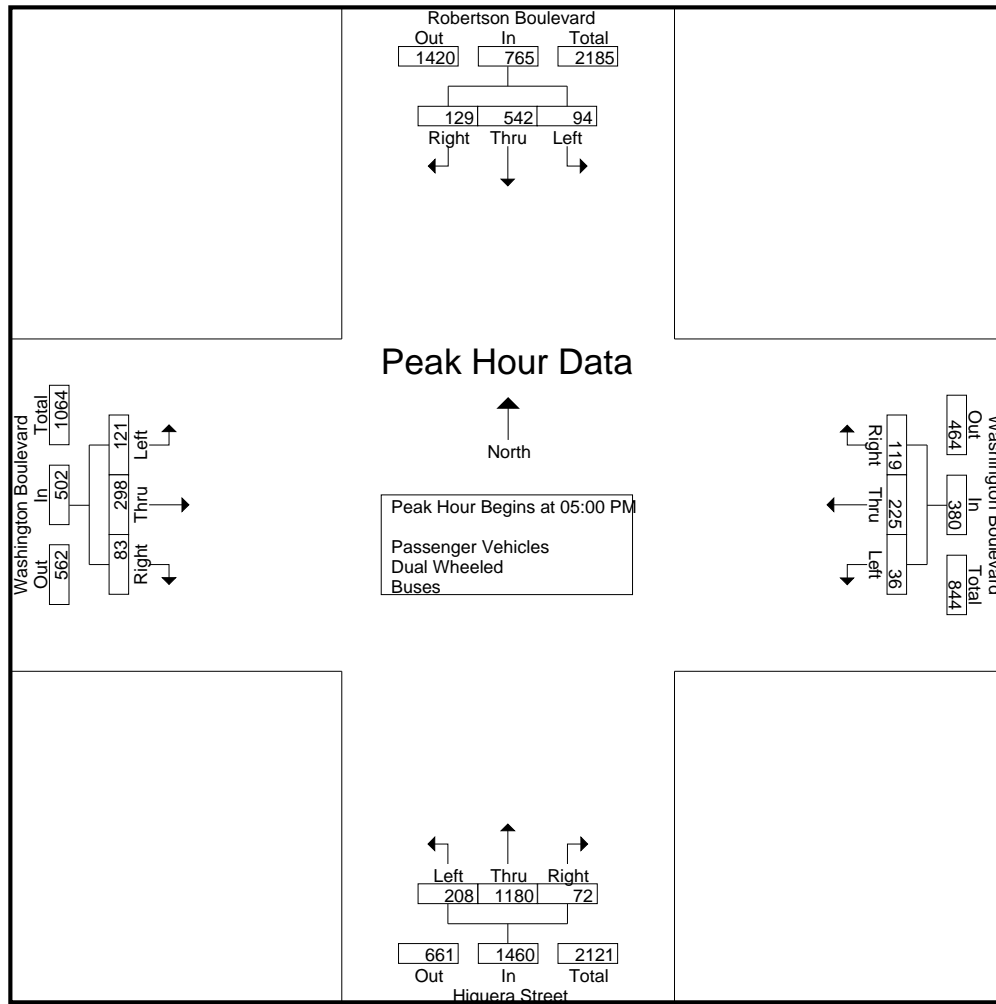 Robertson Boulevard
Out In Total
1420 765 2185
129 542 94
Right Thru Left
Peak Hour Data
North
Peak Hour Begins at 05:00 PM
Passenger Vehicles
Dual Wheeled
Buses
Washington Boulevard
Out In Total
562 502 1064
83 298 121
Right Thru Left
Washington Boulevard
Out In Total
464 380 844
119 225 36
Right Thru Left
Left Thru Right
208 1180 72
661 1460 2121
Out In Total
Higuera Street